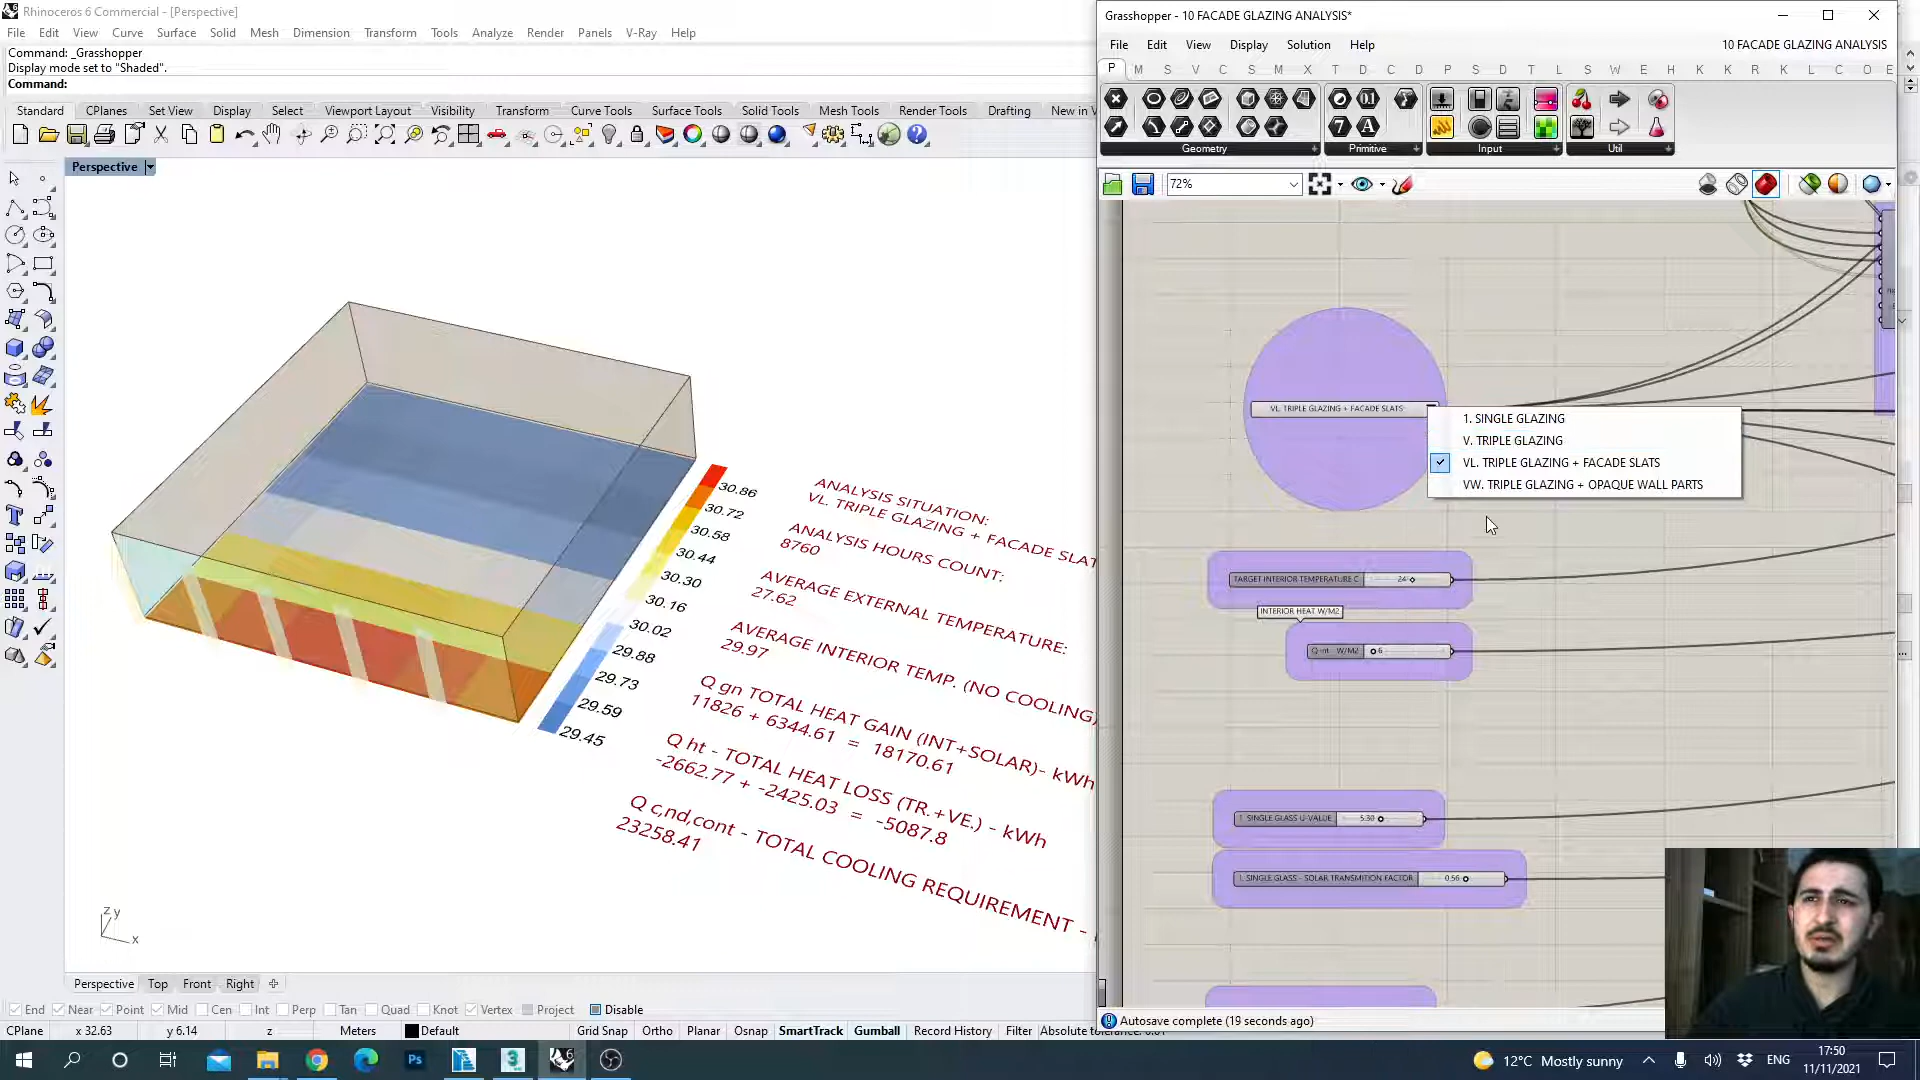 Rhinoceros 6 Commercial - [Perspective]
File Edit View Curve Surface Solid Mesh Dimension Transform Tools Analyze Render Panels V-Ray Help
Command: _Grasshopper
Display mode set to "Shaded".
Command:
Standard CPlanes Set View Display Select Viewport Layout Visibility Transform Curve Tools Surface Tools Solid Tools Mesh Tools Render Tools Drafting New in V
Perspective
30.86
30.72
30.58
30.44
30.30
30.16
30.02
29.88
29.73
29.59
29.45
ANALYSIS SITUATION:
VL. TRIPLE GLAZING + FACADE SLAT
ANALYSIS HOURS COUNT:
8760
AVERAGE EXTERNAL TEMPERATURE:
27.62
AVERAGE INTERIOR TEMP. (NO COOLING)
29.97
Q gn TOTAL HEAT GAIN (INT+SOLAR)- kWh
11826 + 6344.61 = 18170.61
Q ht - TOTAL HEAT LOSS (TR.+VE.) - kWh
-2662.77 + -2425.03 = -5087.8
Q c,nd,cont - TOTAL COOLING REQUIREMENT -
23258.41
z y
x
Perspective Top Front Right
End Near Point Mid Cen Int Perp Tan Quad Knot Vertex Project Disable
CPlane x 32.63 y 6.14 z Meters Default Grid Snap Ortho Planar Osnap SmartTrack Gumball Record History Filter Absolute tolerance: 0.01
Grasshopper - 10 FACADE GLAZING ANALYSIS*
File Edit View Display Solution Help 10 FACADE GLAZING ANALYSIS
P M S V C S M X T D C D P S D T L S W E H K K R K L C O E
Geometry Primitive Input Util
72%
VL. TRIPLE GLAZING + FACADE SLATS
1. SINGLE GLAZING
V. TRIPLE GLAZING
VL. TRIPLE GLAZING + FACADE SLATS
VW. TRIPLE GLAZING + OPAQUE WALL PARTS
TARGET INTERIOR TEMPERATURE C 24
INTERIOR HEAT W/M2
Q int W/M2 6
1. SINGLE GLASS U-VALUE 5.30
1. SINGLE GLASS - SOLAR TRANSMITION FACTOR 0.56
Autosave complete (19 seconds ago)
12°C Mostly sunny ENG
17:50
11/11/2021